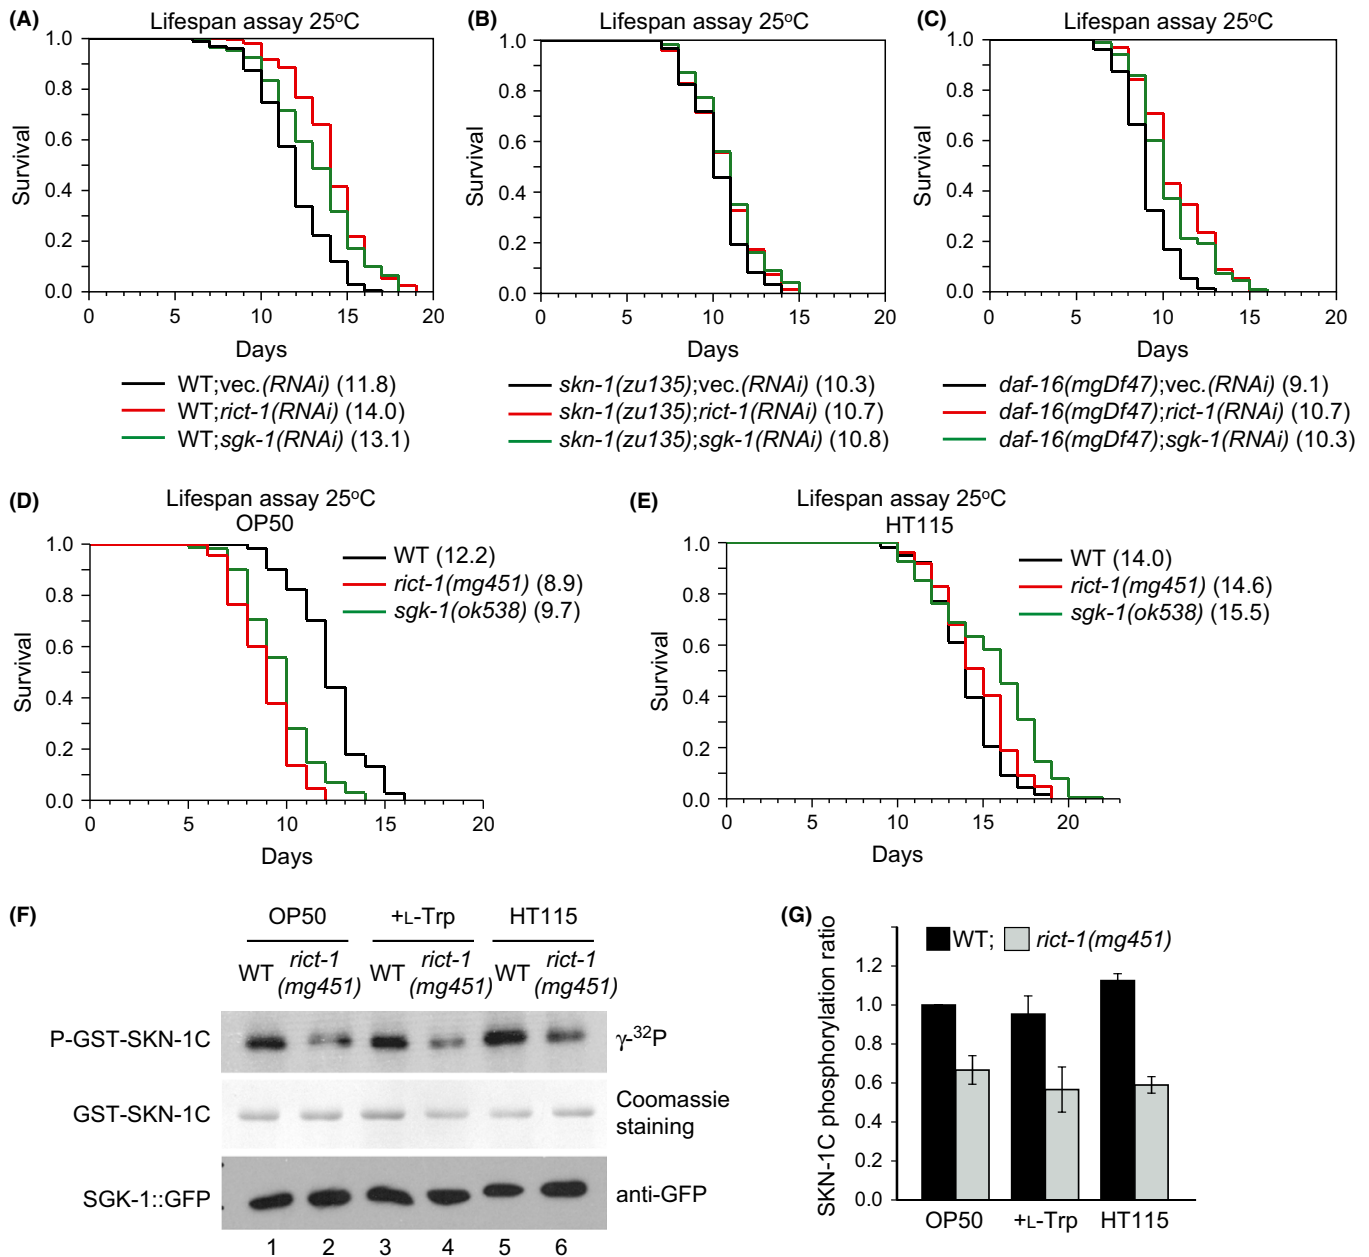 (A)
Lifespan assay 25°C
1.0
0.8
0.6
0.4
0.2
0.0
Survival
0 5 10 15 20
Days
WT;vec.(RNAi) (11.8)
WT;rict-1(RNAi) (14.0)
WT;sgk-1(RNAi) (13.1)
(B)
Lifespan assay 25°C
1.0
0.8
0.6
0.4
0.2
0.0
Survival
0 5 10 15 20
Days
skn-1(zu135);vec.(RNAi) (10.3)
skn-1(zu135);rict-1(RNAi) (10.7)
skn-1(zu135);sgk-1(RNAi) (10.8)
(C)
Lifespan assay 25°C
1.0
0.8
0.6
0.4
0.2
0.0
Survival
0 5 10 15 20
Days
daf-16(mgDf47);vec.(RNAi) (9.1)
daf-16(mgDf47);rict-1(RNAi) (10.7)
daf-16(mgDf47);sgk-1(RNAi) (10.3)
(D)
Lifespan assay 25°C
OP50
1.0
0.8
0.6
0.4
0.2
0.0
Survival
0 5 10 15 20
Days
WT (12.2)
rict-1(mg451) (8.9)
sgk-1(ok538) (9.7)
(E)
Lifespan assay 25°C
HT115
1.0
0.8
0.6
0.4
0.2
0.0
Survival
0 5 10 15 20
Days
WT (14.0)
rict-1(mg451) (14.6)
sgk-1(ok538) (15.5)
(F)
OP50 +L-Trp HT115
WT rict-1 (mg451) WT rict-1 (mg451) WT rict-1 (mg451)
P-GST-SKN-1C
γ-³²P
GST-SKN-1C
Coomassie
staining
SGK-1::GFP
anti-GFP
1 2 3 4 5 6
(G)
WT; rict-1(mg451)
SKN-1C phosphorylation ratio
1.2
1.0
0.8
0.6
0.4
0.2
0.0
OP50 +L-Trp HT115